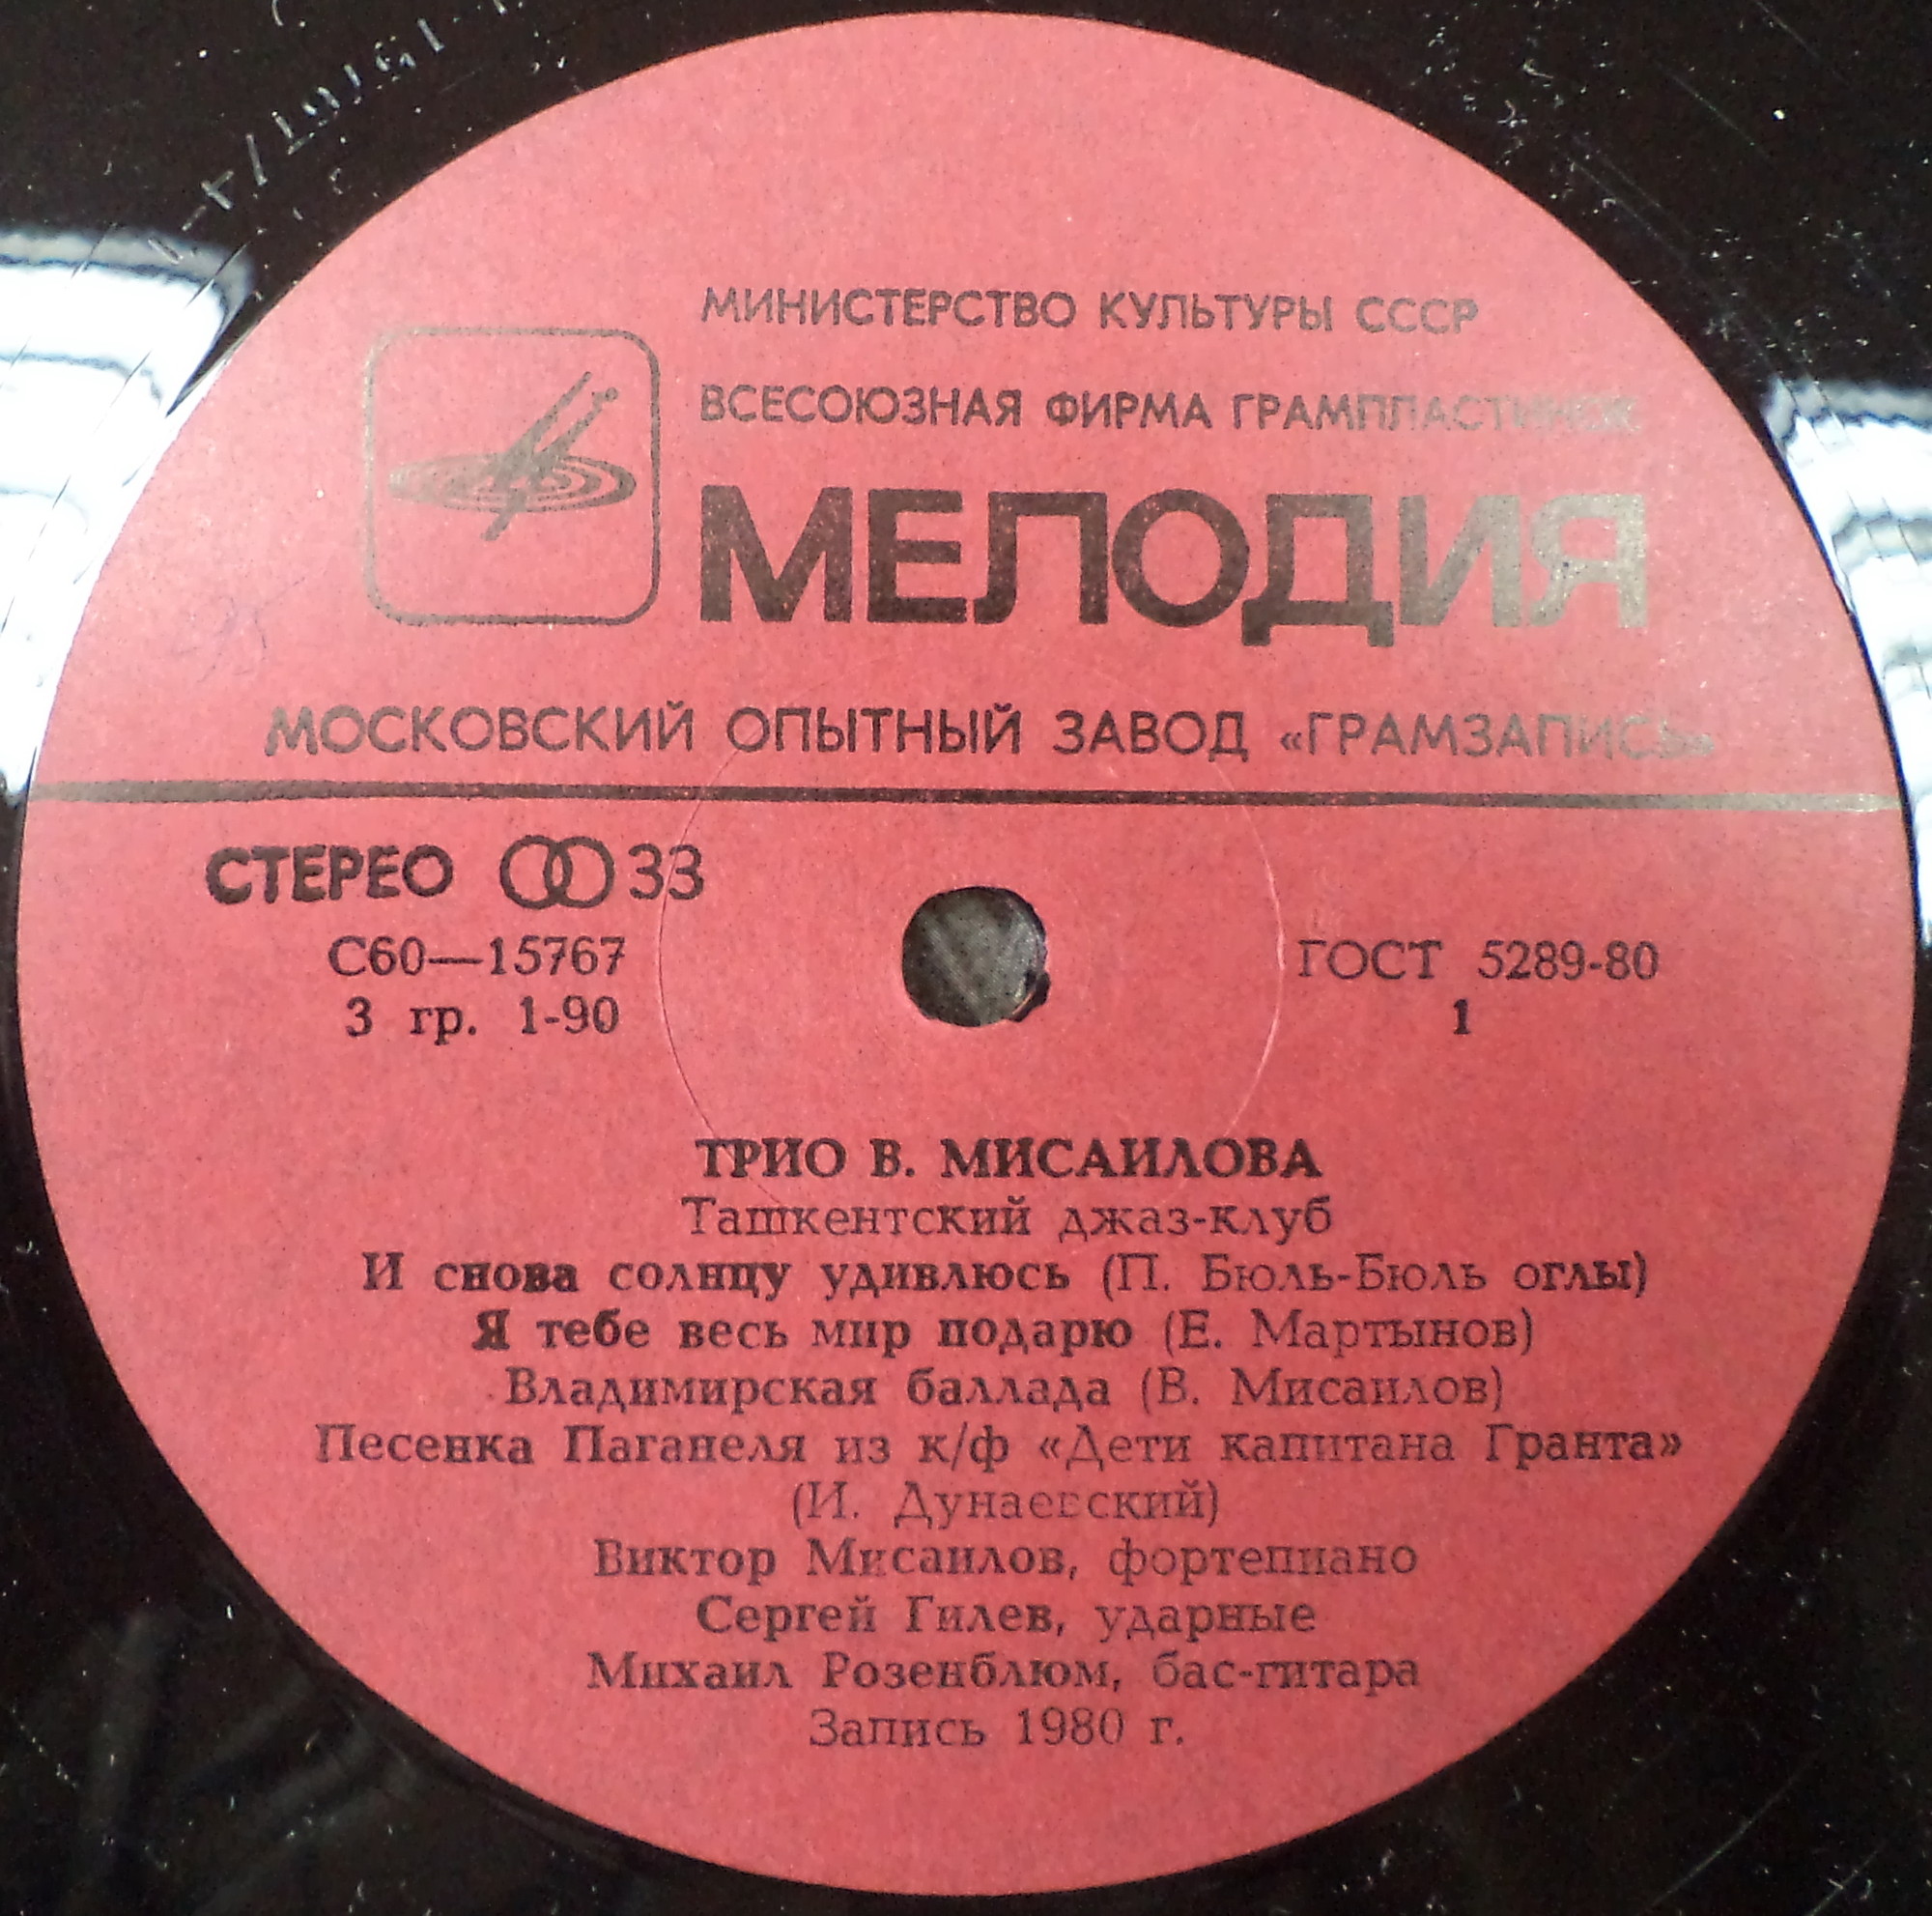 МИНИСТЕРСТВО КУЛЬТУРЫ СССР
ВСЕСОЮЗНАЯ ФИРМА ГРАМПЛАСТИНОК
МЕЛОДИЯ
МОСКОВСКИЙ ОПЫТНЫЙ ЗАВОД «ГРАМЗАПИСЬ»
СТЕРЕО 33
С60—15767
3 гр. 1-90
ГОСТ 5289-80
1
ТРИО В. МИСАИЛОВА
Ташкентский джаз-клуб
И снова солнцу удивлюсь (П. Бюль-Бюль оглы)
Я тебе весь мир подарю (Е. Мартынов)
Владимирская баллада (В. Мисаилов)
Песенка Паганеля из к/ф «Дети капитана Гранта»
(И. Дунаевский)
Виктор Мисаилов, фортепиано
Сергей Гилев, ударные
Михаил Розенблюм, бас-гитара
Запись 1980 г.